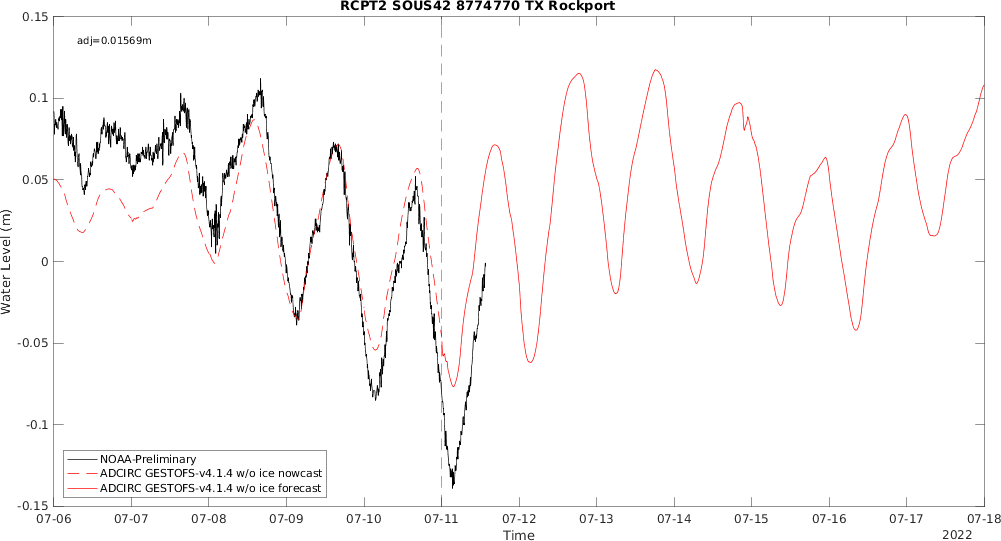 RCPT2 SOUS42 8774770 TX Rockport
adj=0.01569m
0.15
0.1
0.05
0
-0.05
-0.1
-0.15
Water Level (m)
NOAA-Preliminary
ADCIRC GESTOFS-v4.1.4 w/o ice nowcast
ADCIRC GESTOFS-v4.1.4 w/o ice forecast
07-06 07-07 07-08 07-09 07-10 07-11 07-12 07-13 07-14 07-15 07-16 07-17 07-18
Time
2022